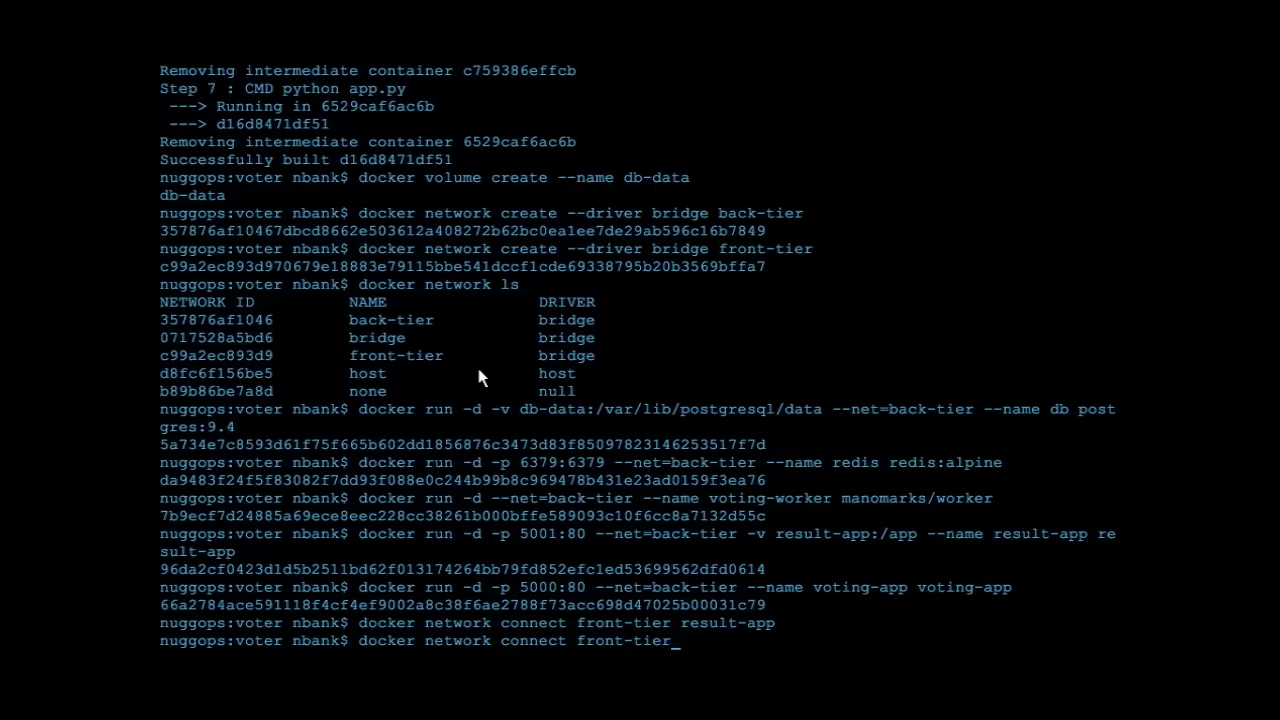 Removing intermediate container c759386effcb
Step 7 : CMD python app.py
 ---> Running in 6529caf6ac6b
 ---> d16d8471df51
Removing intermediate container 6529caf6ac6b
Successfully built d16d8471df51
nuggops:voter nbank$ docker volume create --name db-data
db-data
nuggops:voter nbank$ docker network create --driver bridge back-tier
357876af10467dbcd8662e503612a408272b62bc0ea1ee7de29ab596c16b7849
nuggops:voter nbank$ docker network create --driver bridge front-tier
c99a2ec893d970679e18883e79115bbe541dccf1cde69338795b20b3569bffa7
nuggops:voter nbank$ docker network ls
NETWORK ID NAME DRIVER
357876af1046 back-tier bridge
0717528a5bd6 bridge bridge
c99a2ec893d9 front-tier bridge
d8fc6f156be5 host host
b89b86be7a8d none null
nuggops:voter nbank$ docker run -d -v db-data:/var/lib/postgresql/data --net=back-tier --name db post
gres:9.4
5a734e7c8593d61f75f665b602dd1856876c3473d83f85097823146253517f7d
nuggops:voter nbank$ docker run -d -p 6379:6379 --net=back-tier --name redis redis:alpine
da9483f24f5f83082f7dd93f088e0c244b99b8c969478b431e23ad0159f3ea76
nuggops:voter nbank$ docker run -d --net=back-tier --name voting-worker manomarks/worker
7b9ecf7d24885a69ece8eec228cc38261b000bffe589093c10f6cc8a7132d55c
nuggops:voter nbank$ docker run -d -p 5001:80 --net=back-tier -v result-app:/app --name result-app re
sult-app
96da2cf0423d1d5b2511bd62f013174264bb79fd852efc1ed53699562dfd0614
nuggops:voter nbank$ docker run -d -p 5000:80 --net=back-tier --name voting-app voting-app
66a2784ace591118f4cf4ef9002a8c38f6ae2788f73acc698d47025b00031c79
nuggops:voter nbank$ docker network connect front-tier result-app
nuggops:voter nbank$ docker network connect front-tier_